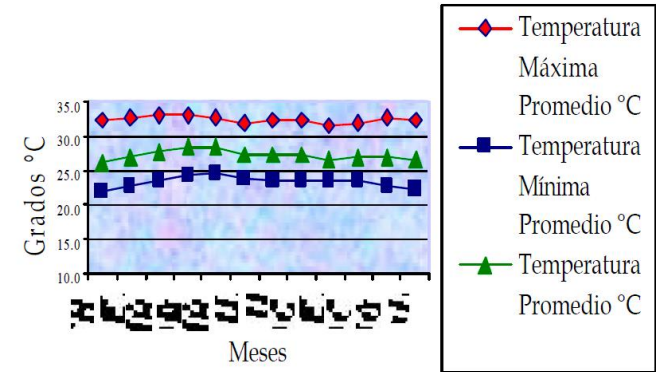 35.0
30.0
25.0
20.0
15.0
10.0
Grados °C
Meses
Temperatura
Máxima
Promedio °C
Temperatura
Mínima
Promedio °C
Temperatura
Promedio °C